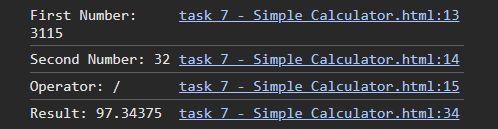 First Number: task 7 - Simple Calculator.html:13
3115
Second Number: 32 task 7 - Simple Calculator.html:14
Operator: / task 7 - Simple Calculator.html:15
Result: 97.34375 task 7 - Simple Calculator.html:34